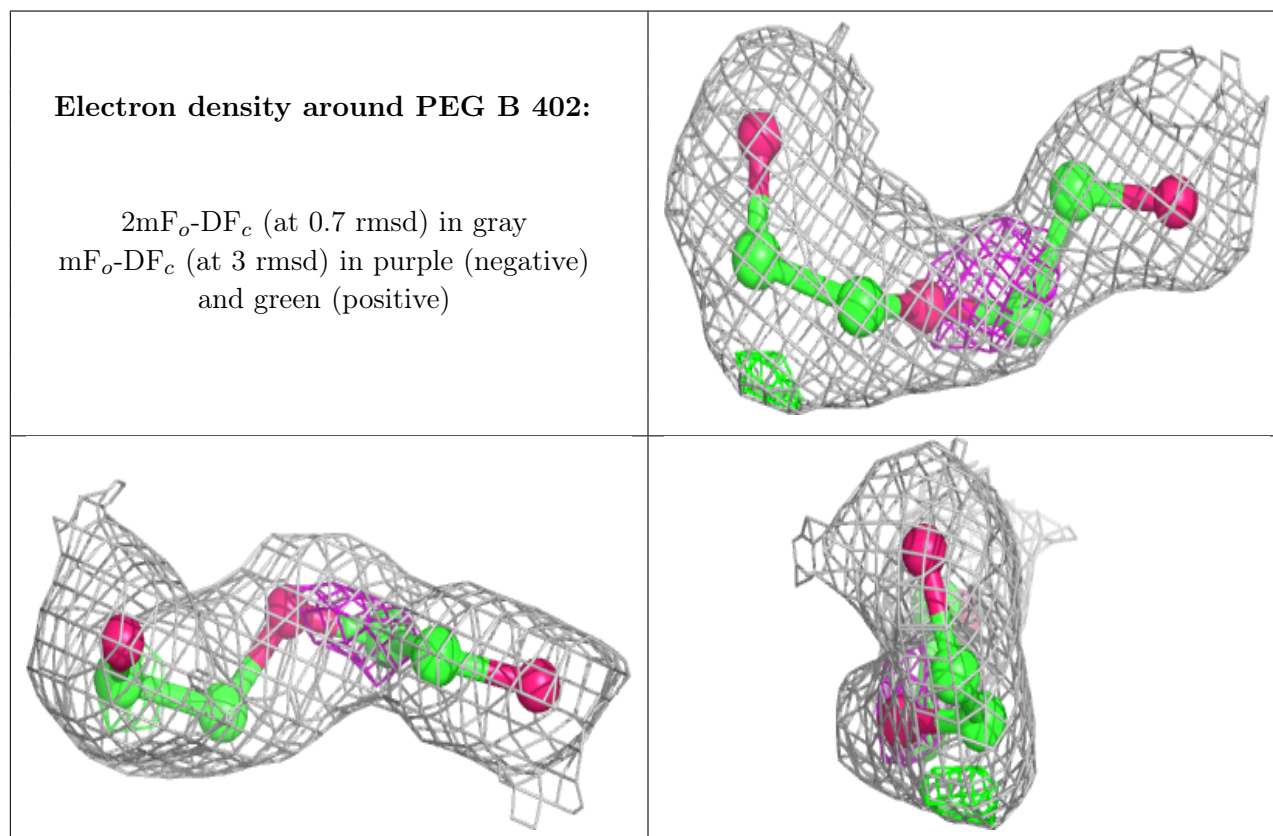 Electron density around PEG B 402:
2mFo-DFc (at 0.7 rmsd) in gray
mFo-DFc (at 3 rmsd) in purple (negative)
and green (positive)